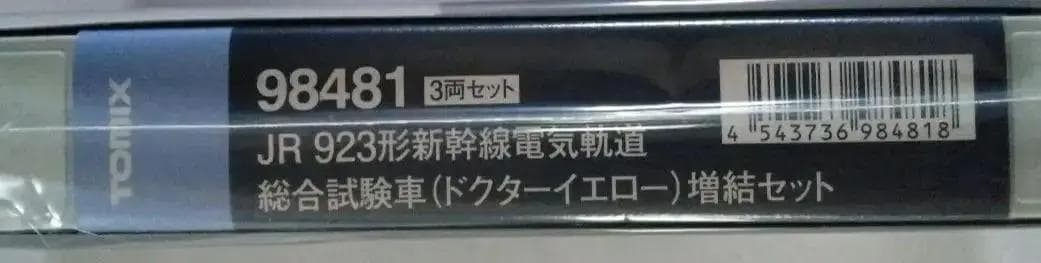 TOMIX
98481 3両セット
JR 923形新幹線電気軌道
総合試験車(ドクターイエロー)増結セット
4 543736 984818